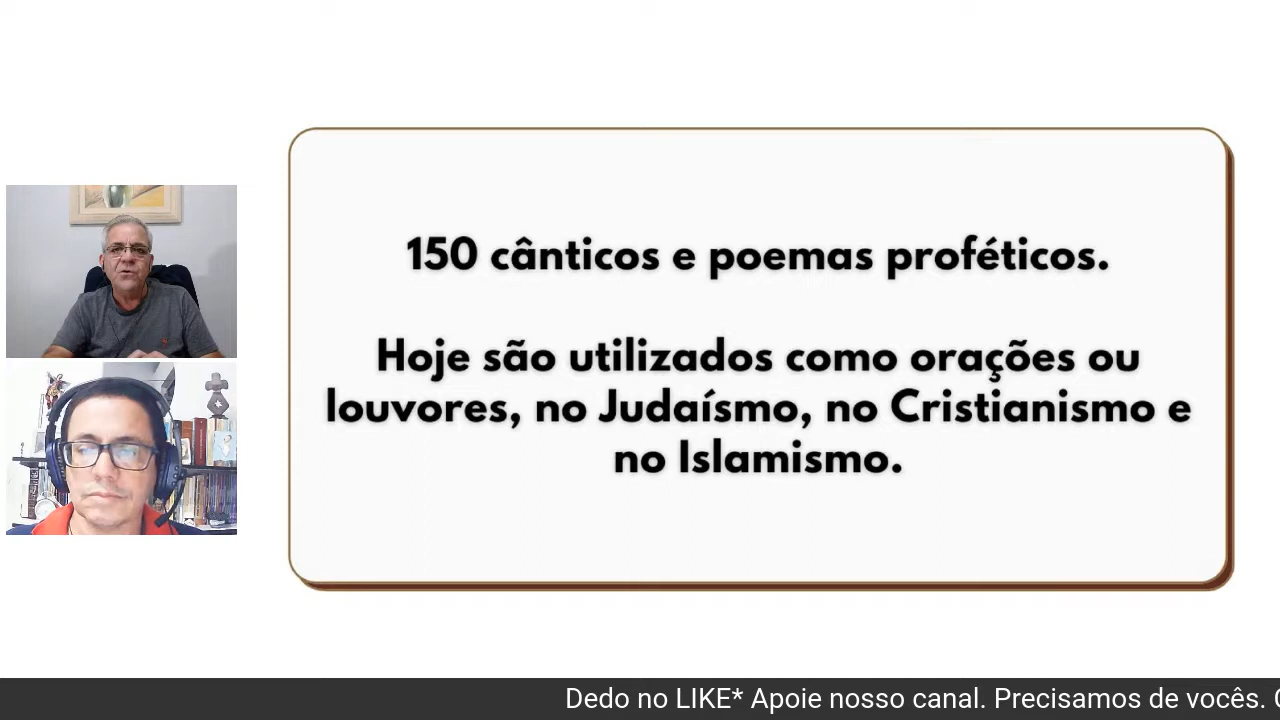 150 cânticos e poemas proféticos.
Hoje são utilizados como orações ou
louvores, no Judaísmo, no Cristianismo e
no Islamismo.
Dedo no LIKE* Apoie nosso canal. Precisamos de vocês.